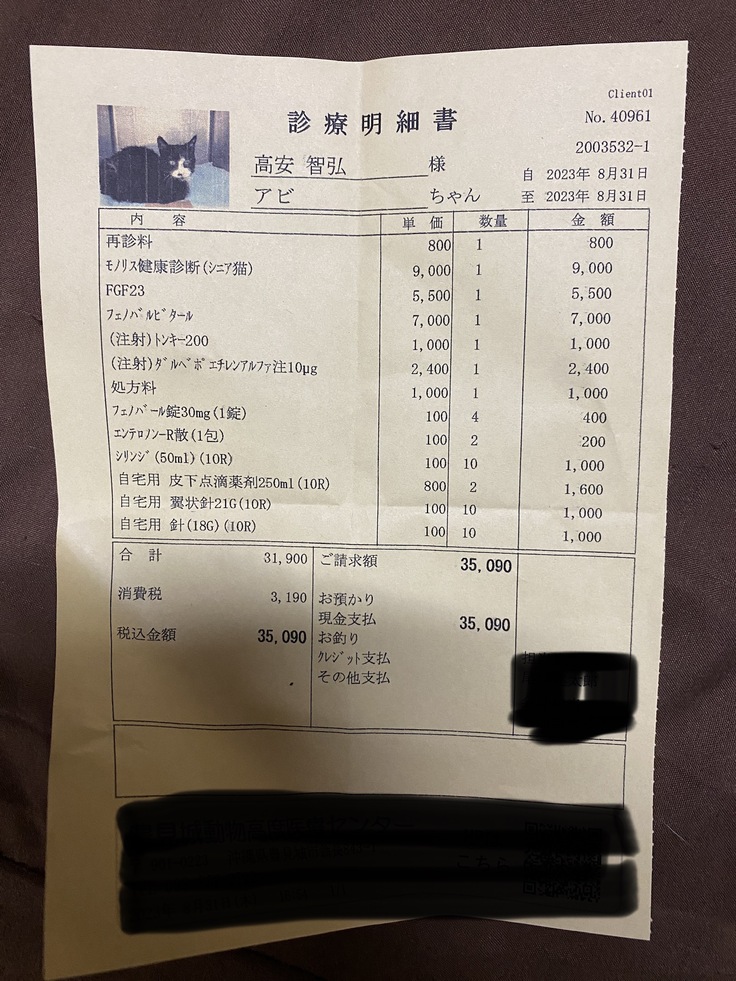 Client01
診療明細書
No. 40961
2003532-1
高安 智弘 様
自 2023年 8月31日
アビ ちゃん
至 2023年 8月31日
内 容 単 価 数量 金 額
再診料 800 1 800
ﾓﾉﾘｽ健康診断(ｼﾆｱ猫) 9,000 1 9,000
FGF23 5,500 1 5,500
ﾌｪﾉﾊﾞﾙﾋﾞﾀｰﾙ 7,000 1 7,000
(注射)ﾄﾝｷｰ200 1,000 1 1,000
(注射)ﾀﾞﾙﾍﾞﾎﾟｴﾁﾚﾝｱﾙﾌｧ注10μg 2,400 1 2,400
処方料 1,000 1 1,000
ﾌｪﾉﾊﾞｰﾙ錠30mg(1錠) 100 4 400
ｴﾝﾃﾛﾉﾝｰR散(1包) 100 2 200
ｼﾘﾝｼﾞ(50ml)(10R) 100 10 1,000
自宅用 皮下点滴薬剤250ml(10R) 800 2 1,600
自宅用 翼状針21G(10R) 100 10 1,000
自宅用 針(18G)(10R) 100 10 1,000
合 計 31,900
消費税 3,190
税込金額 35,090
ご請求額 35,090
お預かり
現金支払 35,090
お釣り
ｸﾚｼﾞｯﾄ支払
その他支払
こちら